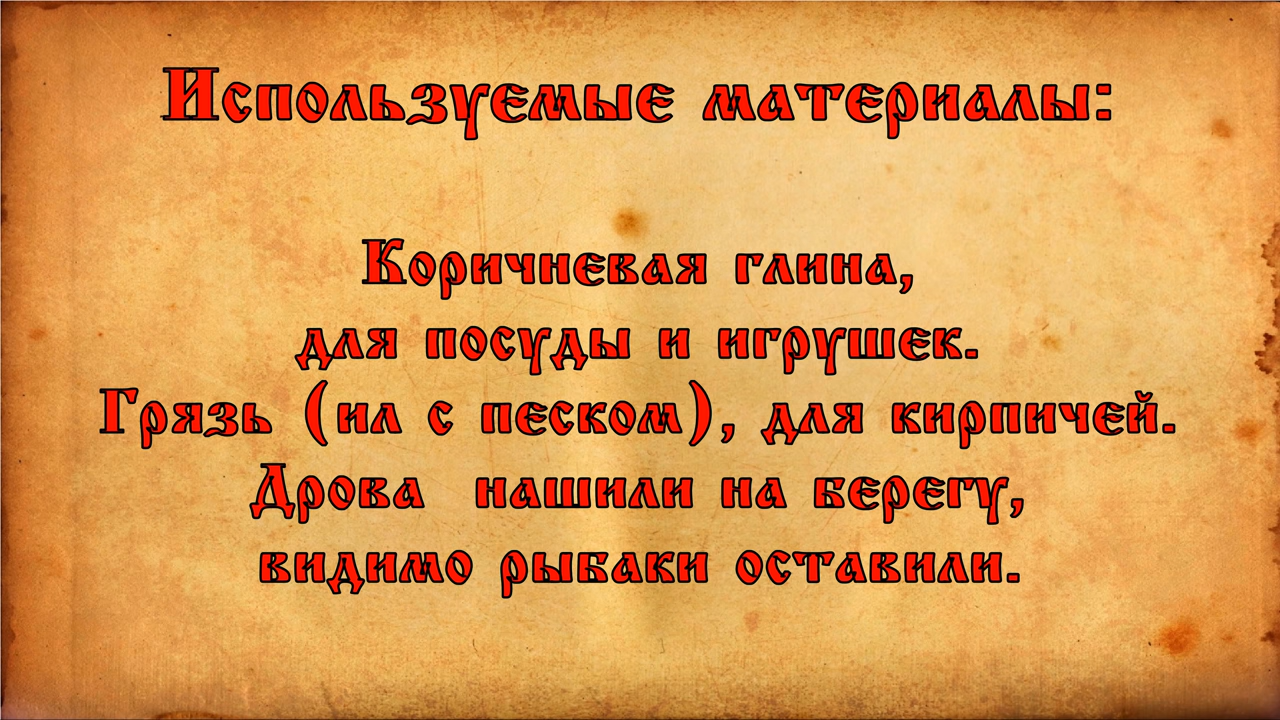 Используемые материалы:
Коричневая глина,
для посуды и игрушек.
Грязь (ил с песком), для кирпичей.
Дрова нашили на берегу,
видимо рыбаки оставили.